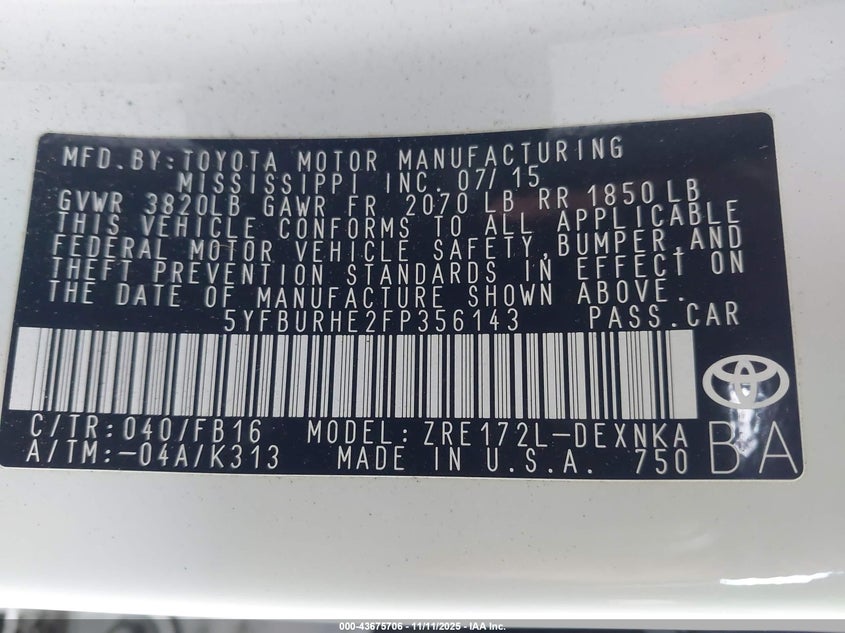 MFD.BY:TOYOTA MOTOR MANUFACTURING
MISSISSIPPI INC. 07/15
GVWR 3820LB GAWR FR 2070 LB RR 1850 LB
THIS VEHICLE CONFORMS TO ALL APPLICABLE
FEDERAL MOTOR VEHICLE SAFETY,BUMPER,AND
THEFT PREVENTION STANDARDS IN EFFECT ON
THE DATE OF MANUFACTURE SHOWN ABOVE.
5YFBURHE2FP356143 PASS.CAR
C/TR:040/FB16 MODEL:ZRE172L-DEXNKA
A/TM:-04A/K313 MADE IN U.S.A. 750
BA
000-43675706 - 11/11/2025 - IAA Inc.